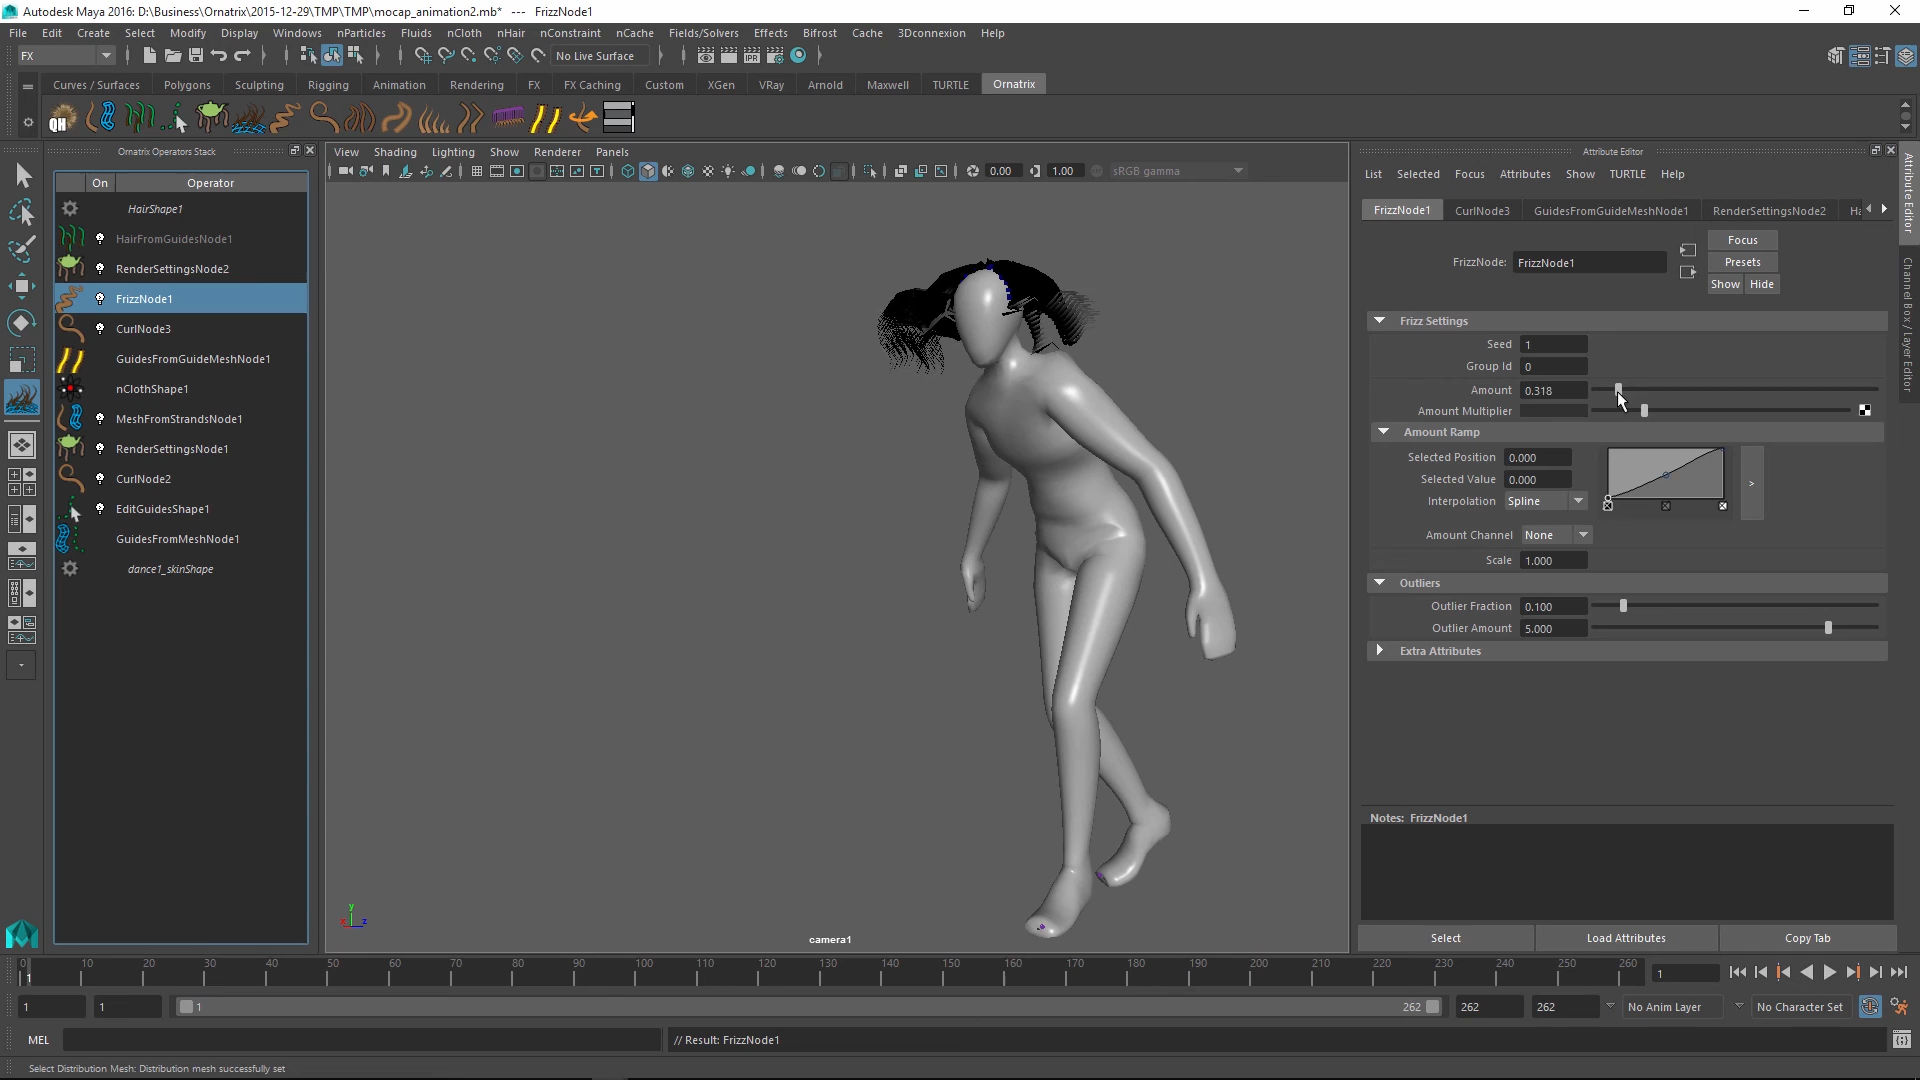 Autodesk Maya 2016: D:\Business\Ornatrix\2015-12-29\TMP\TMP\mocap_animation2.mb* --- FrizzNode1
File Edit Create Select Modify Display Windows nParticles Fluids nCloth nHair nConstraint nCache Fields/Solvers Effects Bifrost Cache 3Dconnexion Help
FX No Live Surface
Curves / Surfaces Polygons Sculpting Rigging Animation Rendering FX FX Caching Custom XGen VRay Arnold Maxwell TURTLE Ornatrix
QH
Ornatrix Operators Stack
On Operator
HairShape1
HairFromGuidesNode1
RenderSettingsNode2
FrizzNode1
CurlNode3
GuidesFromGuideMeshNode1
nClothShape1
MeshFromStrandsNode1
RenderSettingsNode1
CurlNode2
EditGuidesShape1
GuidesFromMeshNode1
dance1_skinShape
View Shading Lighting Show Renderer Panels
0.00 1.00 sRGB gamma
y
x z
camera1
Attribute Editor
List Selected Focus Attributes Show TURTLE Help
FrizzNode1 CurlNode3 GuidesFromGuideMeshNode1 RenderSettingsNode2 Ha
Focus
FrizzNode: FrizzNode1
Presets
Show Hide
Frizz Settings
Seed 1
Group Id 0
Amount 0.318
Amount Multiplier
Amount Ramp
Selected Position 0.000
Selected Value 0.000
Interpolation Spline
>
Amount Channel None
Scale 1.000
Outliers
Outlier Fraction 0.100
Outlier Amount 5.000
Extra Attributes
Notes: FrizzNode1
Select Load Attributes Copy Tab
Attribute Editor
Channel Box / Layer Editor
0 10 20 30 40 50 60 70 80 90 100 110 120 130 140 150 160 170 180 190 200 210 220 230 240 250 260
1 1
1 1 1 262 262 262 No Anim Layer No Character Set
MEL // Result: FrizzNode1
Select Distribution Mesh: Distribution mesh successfully set